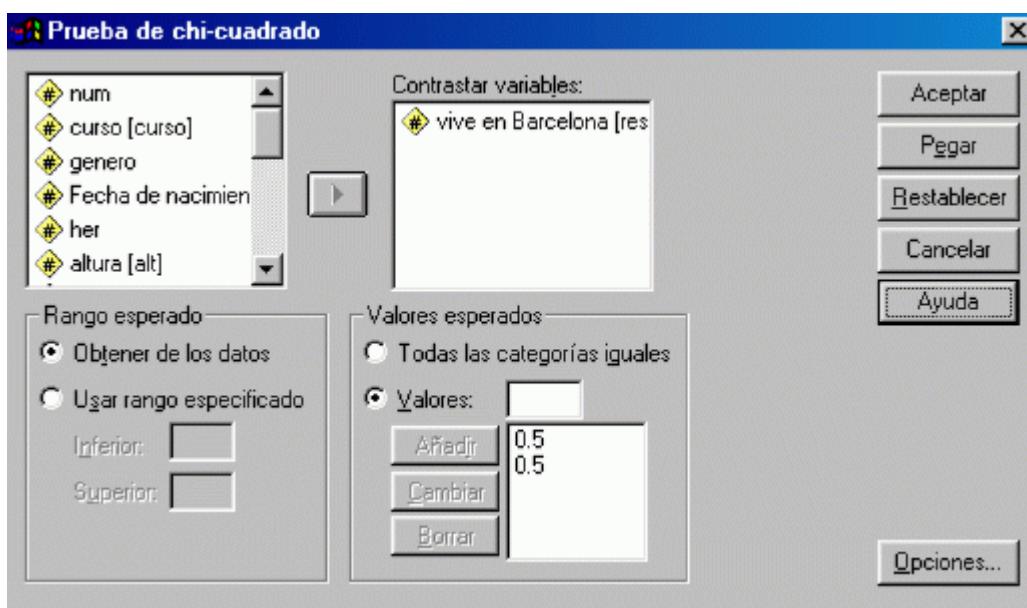 Prueba de chi-cuadrado
num
curso [curso]
genero
Fecha de nacimien
her
altura [alt]
Contrastar variables:
vive en Barcelona [res
Aceptar
Pegar
Restablecer
Cancelar
Ayuda
Rango esperado
Obtener de los datos
Usar rango especificado
Inferior:
Superior:
Valores esperados
Todas las categorías iguales
Valores:
Añadir
Cambiar
Borrar
0.5
0.5
Opciones...